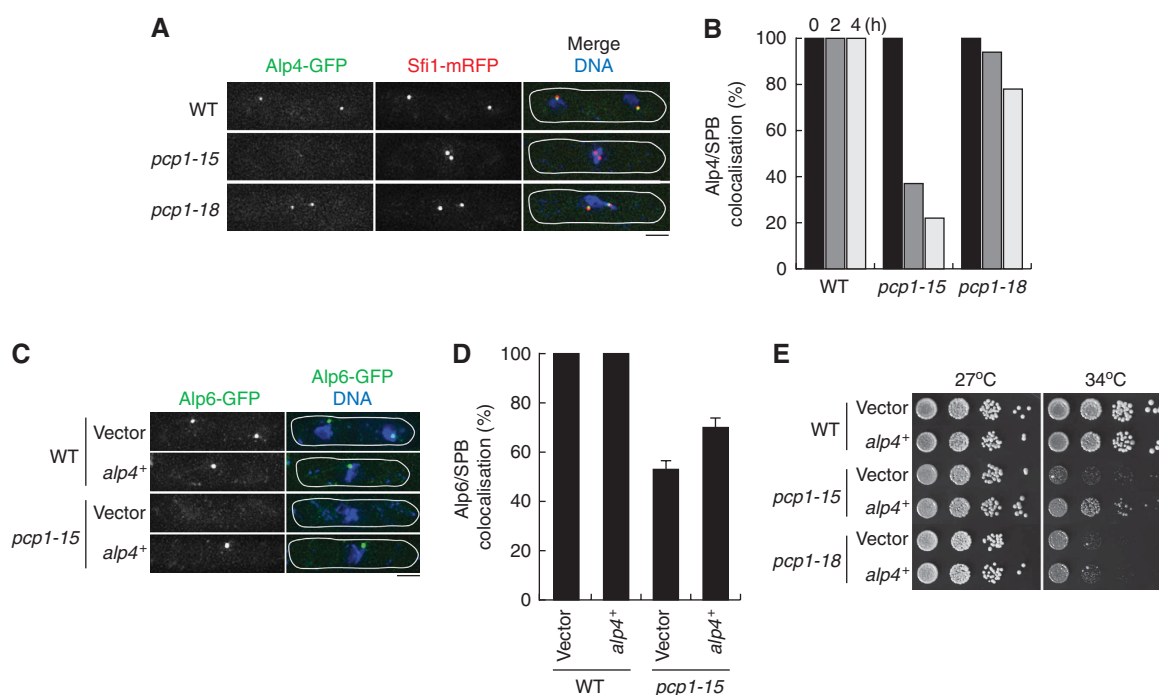 A
Alp4-GFP
Sfi1-mRFP
Merge
DNA
WT
pcp1-15
pcp1-18
B
0 2 4 (h)
100
80
60
40
20
0
Alp4/SPB
colocalisation (%)
WT
pcp1-15
pcp1-18
C
Alp6-GFP
Alp6-GFP
DNA
WT
Vector
alp4+
pcp1-15
Vector
alp4+
D
100
80
60
40
20
0
Alp6/SPB
colocalisation (%)
Vector
alp4+
Vector
alp4+
WT
pcp1-15
E
27°C
34°C
WT
Vector
alp4+
pcp1-15
Vector
alp4+
pcp1-18
Vector
alp4+